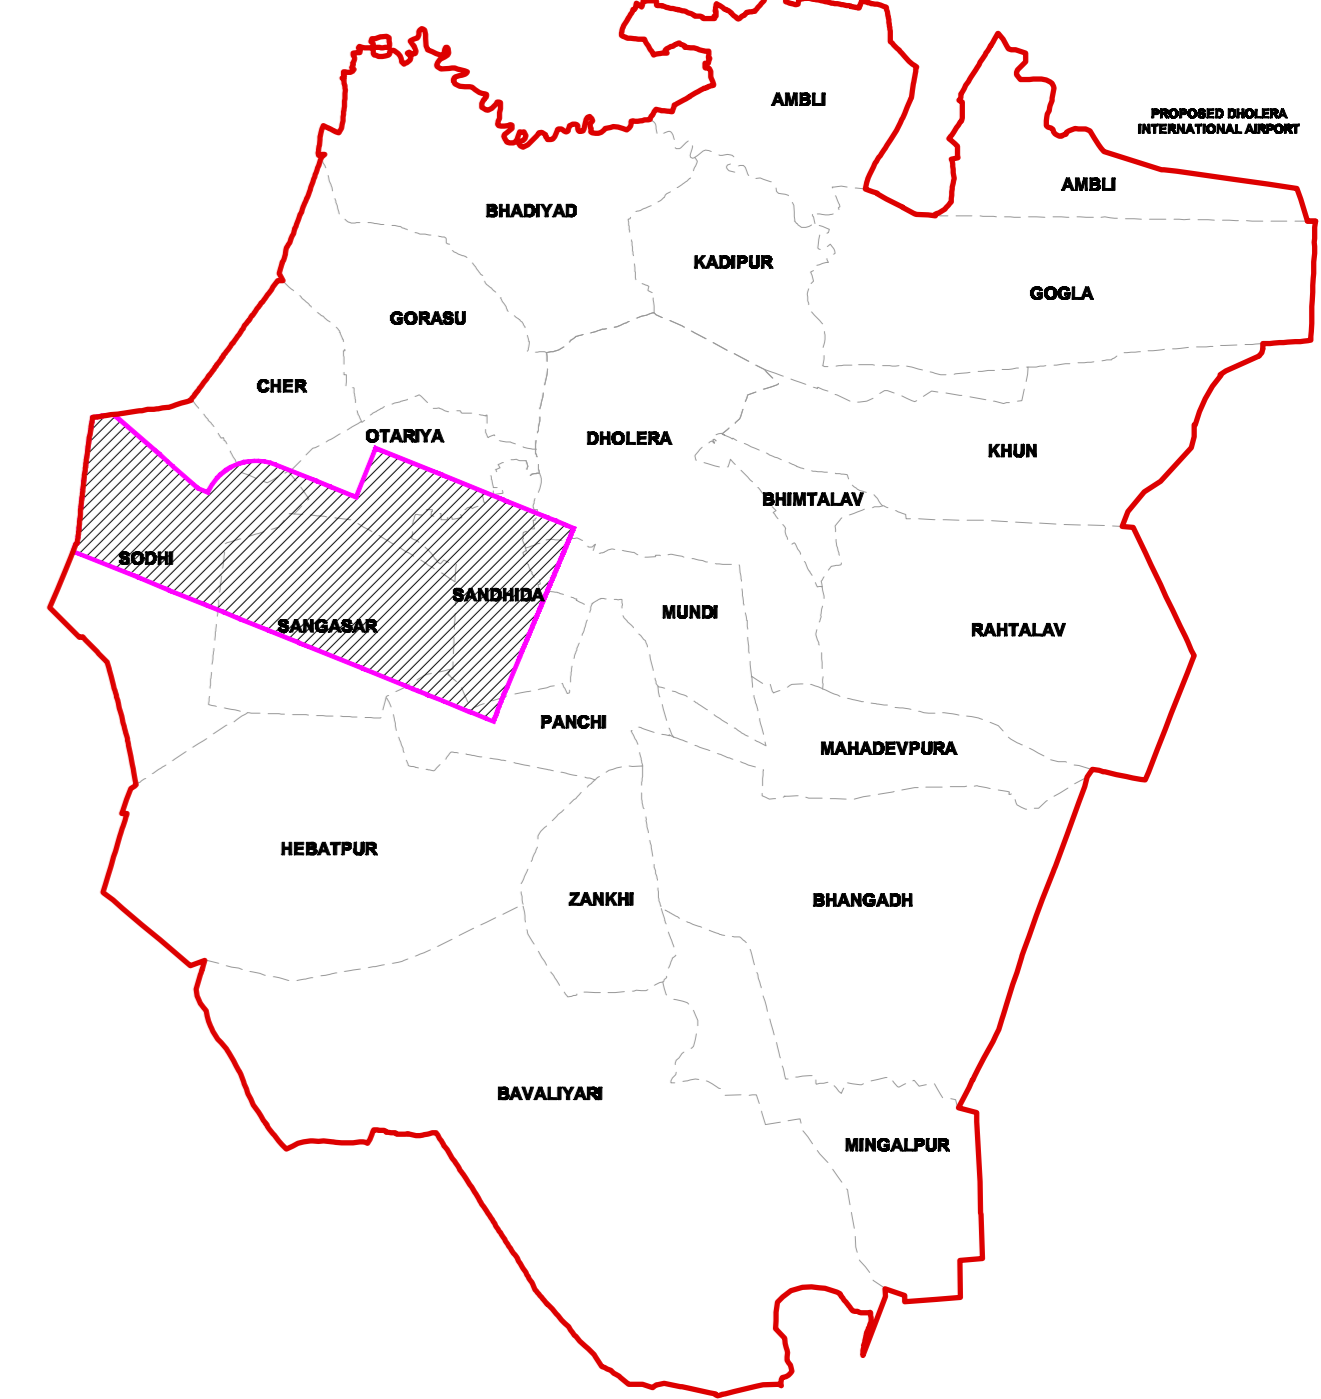 AMBLI
PROPOSED DHOLERA
INTERNATIONAL AIRPORT
AMBLI
BHADIYAD
KADIPUR
GOGLA
GORASU
CHER
OTARIYA
DHOLERA
KHUN
BHIMTALAV
SODHI
SANDHIDA
MUNDI
SANGASAR
RAHTALAV
PANCHI
MAHADEVPURA
HEBATPUR
ZANKHI
BHANGADH
BAVALIYARI
MINGALPUR